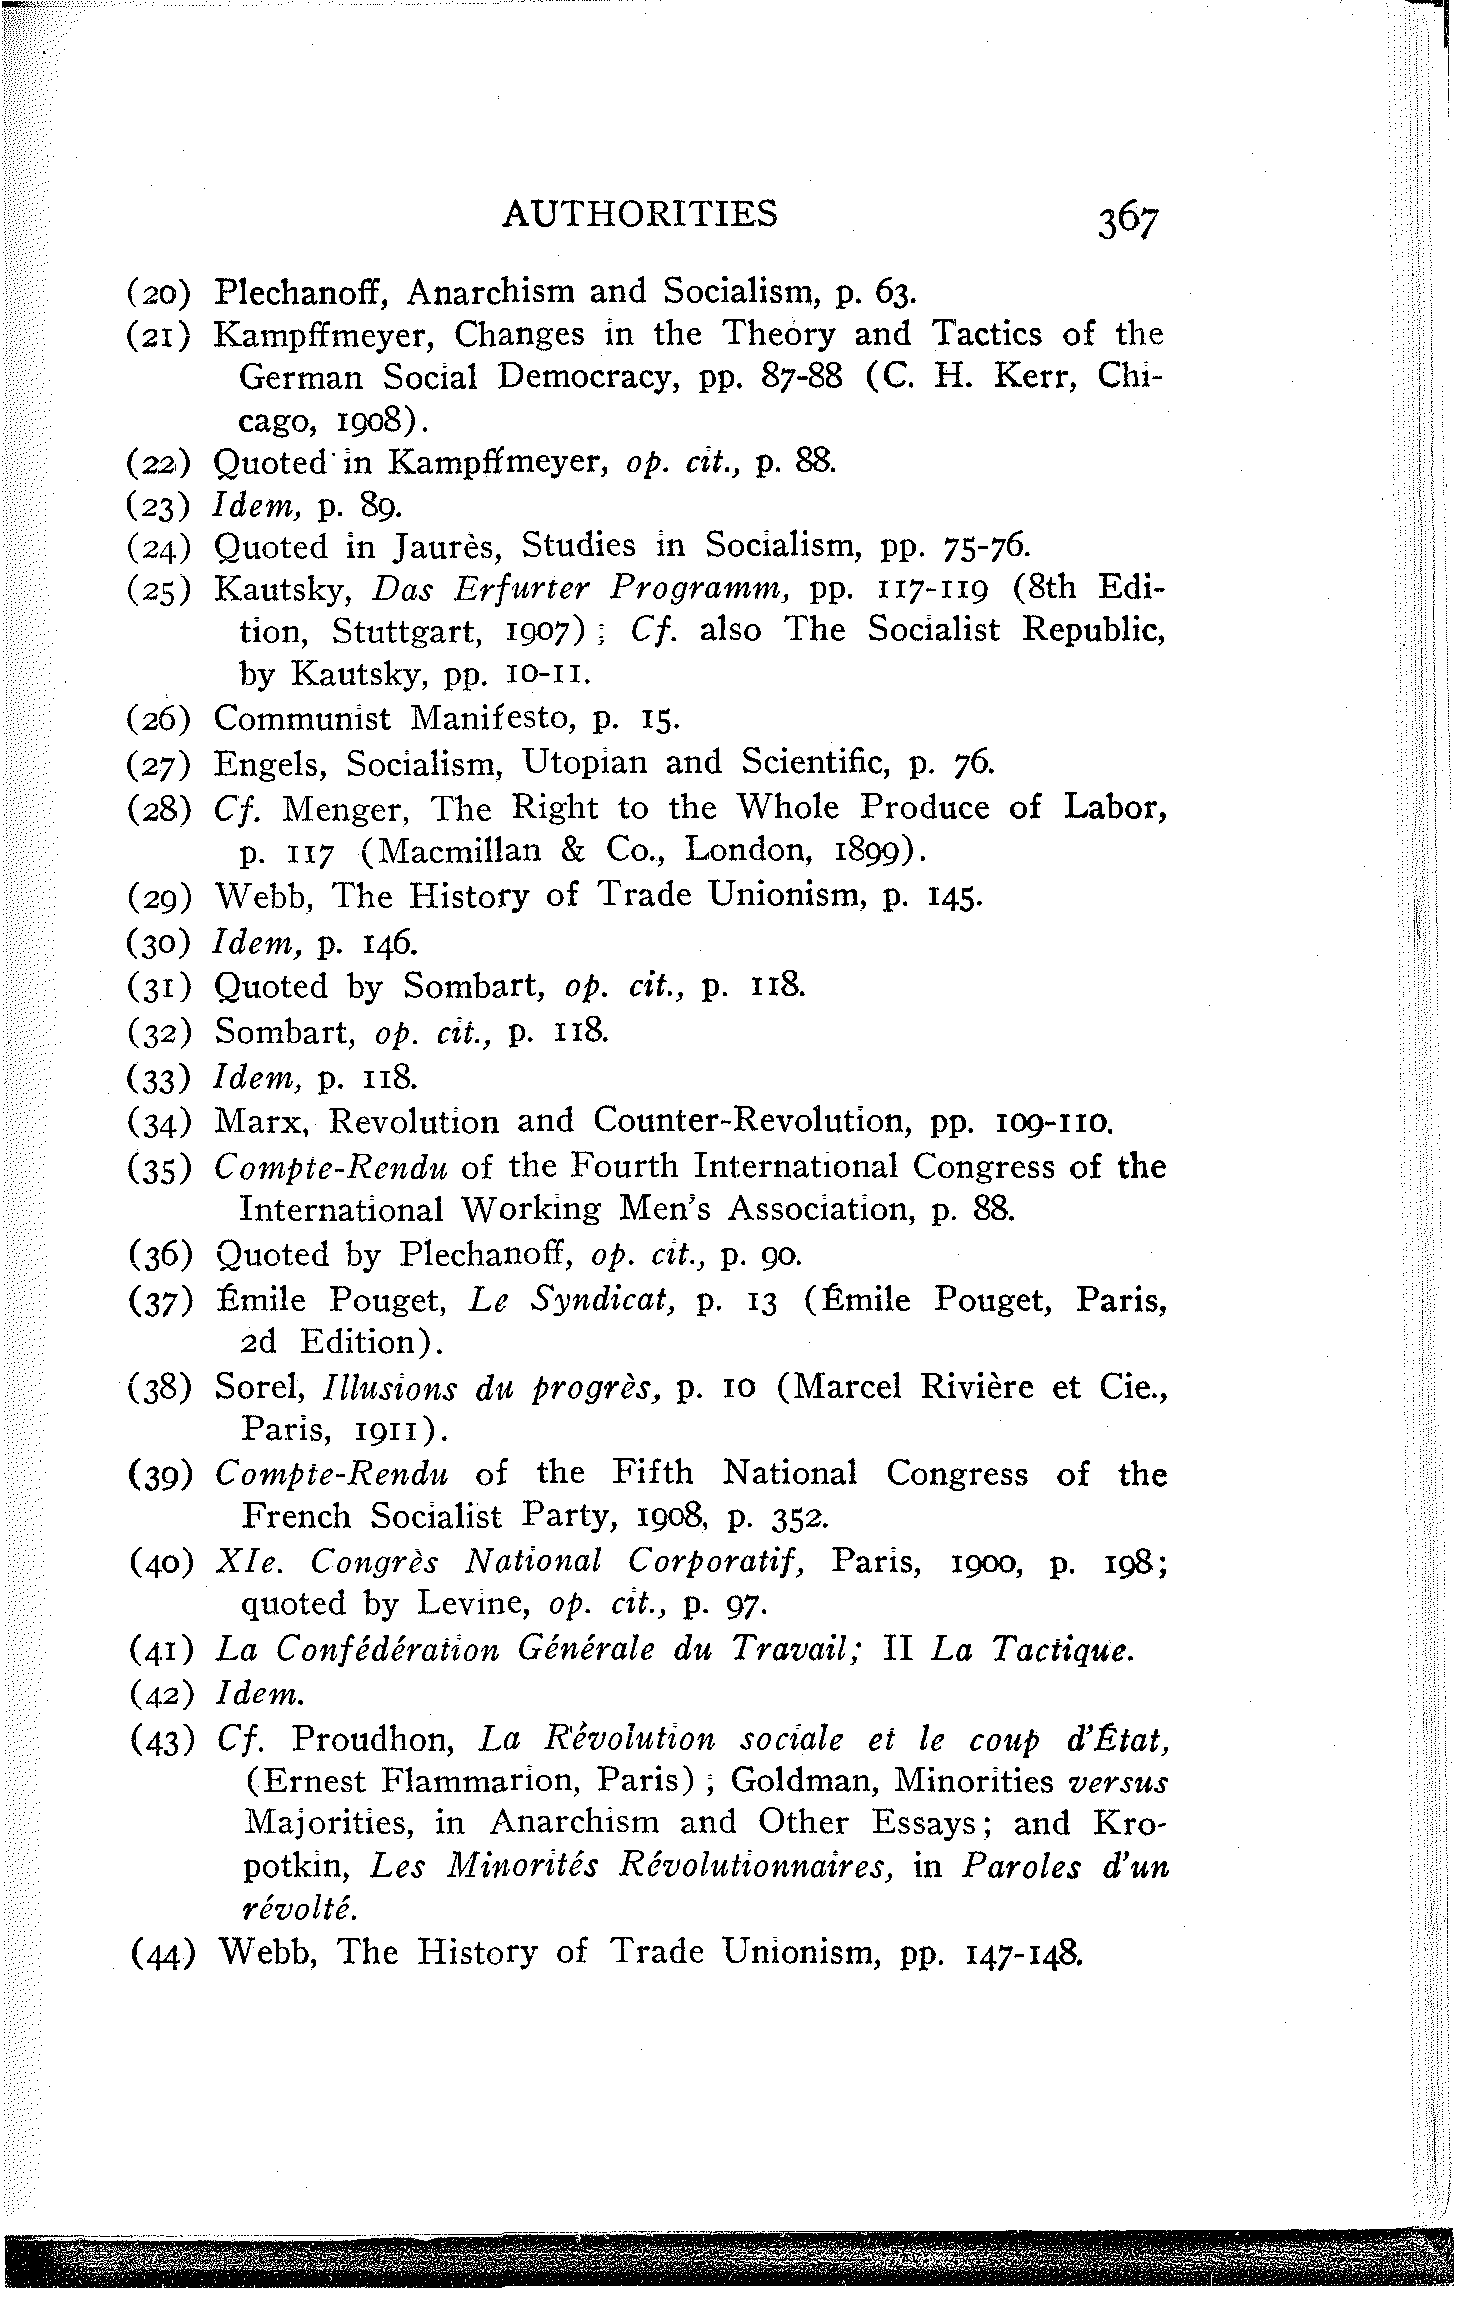 AUTHORITIES 367
(20) Plechanoff, Anarchism and Socialism, p. 63.
(21) Kampffmeyer, Changes in the Theory and Tactics of the
German Social Democracy, pp. 87-88 (C. H. Kerr, Chi-
cago, 1908).
(22) Quoted in Kampffmeyer, op. cit., p. 88.
(23) Idem, p. 89.
(24) Quoted in Jaurès, Studies in Socialism, pp. 75-76.
(25) Kautsky, Das Erfurter Programm, pp. 117-119 (8th Edi-
tion, Stuttgart, 1907); Cf. also The Socialist Republic,
by Kautsky, pp. 10-11.
(26) Communist Manifesto, p. 15.
(27) Engels, Socialism, Utopian and Scientific, p. 76.
(28) Cf. Menger, The Right to the Whole Produce of Labor,
p. 117 (Macmillan & Co., London, 1899).
(29) Webb, The History of Trade Unionism, p. 145.
(30) Idem, p. 146.
(31) Quoted by Sombart, op. cit., p. 118.
(32) Sombart, op. cit., p. 118.
(33) Idem, p. 118.
(34) Marx, Revolution and Counter-Revolution, pp. 109-110.
(35) Compte-Rendu of the Fourth International Congress of the
International Working Men's Association, p. 88.
(36) Quoted by Plechanoff, op. cit., p. 90.
(37) Émile Pouget, Le Syndicat, p. 13 (Émile Pouget, Paris,
2d Edition).
(38) Sorel, Illusions du progrès, p. 10 (Marcel Rivière et Cie.,
Paris, 1911).
(39) Compte-Rendu of the Fifth National Congress of the
French Socialist Party, 1908, p. 352.
(40) XIe. Congrès National Corporatif, Paris, 1900, p. 198;
quoted by Levine, op. cit., p. 97.
(41) La Confédération Générale du Travail; II La Tactique.
(42) Idem.
(43) Cf. Proudhon, La Révolution sociale et le coup d'État,
(Ernest Flammarion, Paris); Goldman, Minorities versus
Majorities, in Anarchism and Other Essays; and Kro-
potkin, Les Minorités Révolutionnaires, in Paroles d'un
révolté.
(44) Webb, The History of Trade Unionism, pp. 147-148.